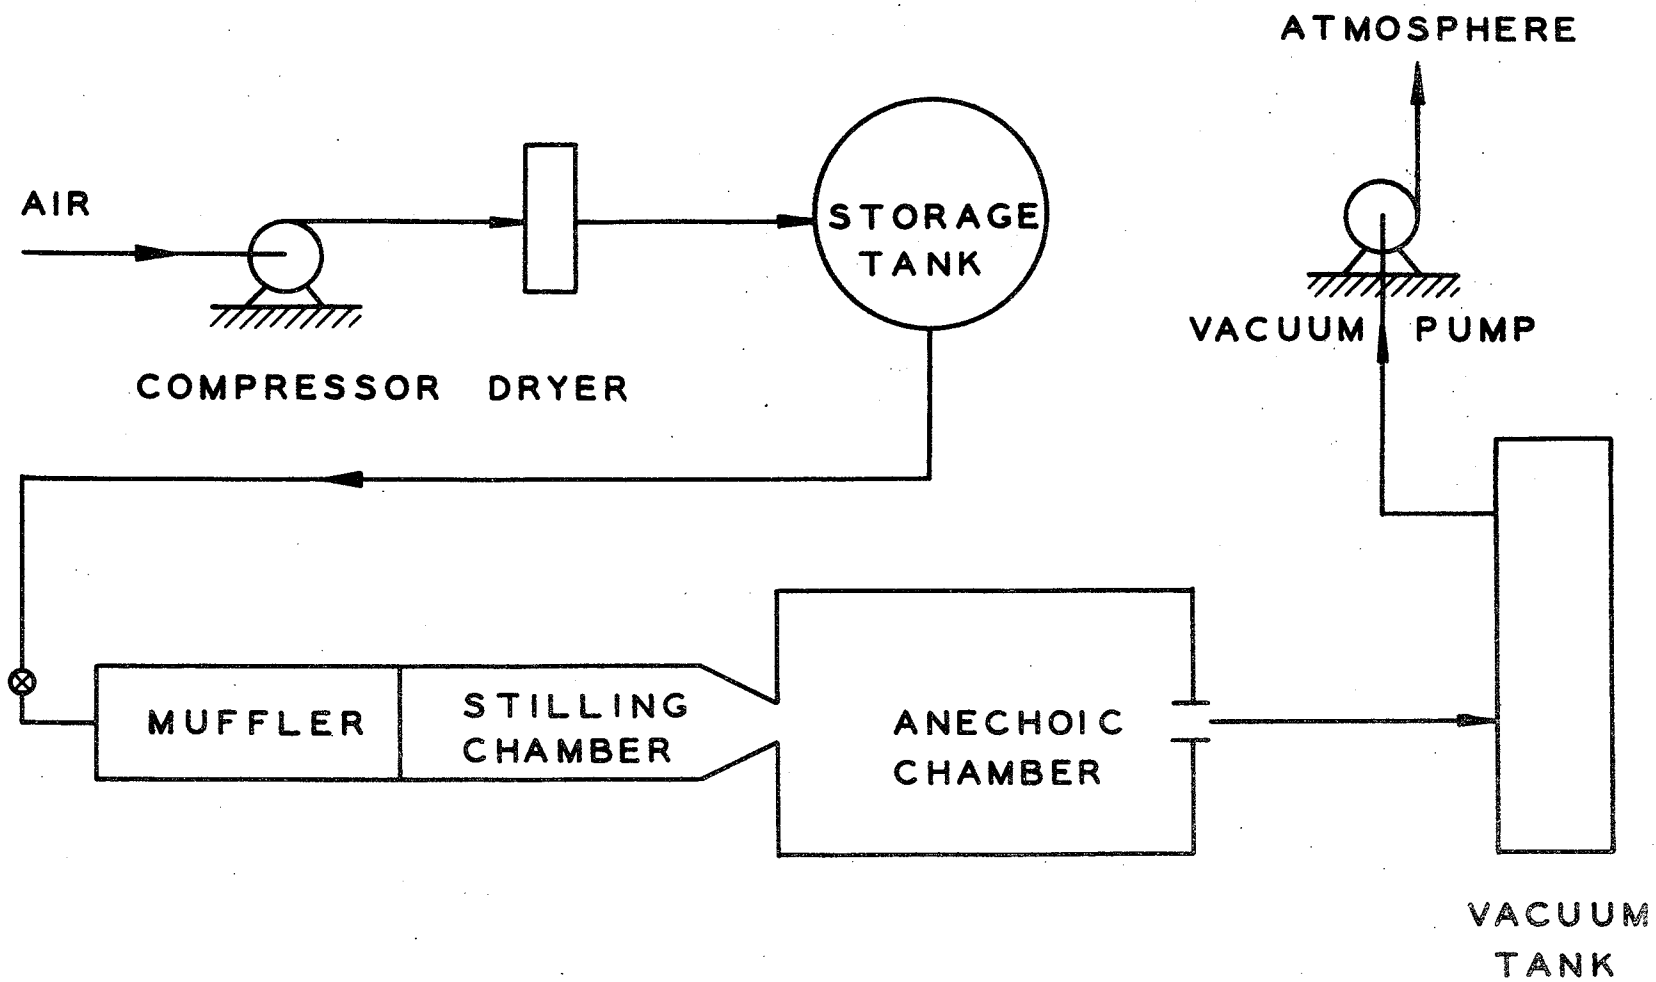 ATMOSPHERE
AIR
STORAGE
TANK
VACUUM PUMP
COMPRESSOR DRYER
MUFFLER
STILLING
CHAMBER
ANECHOIC
CHAMBER
VACUUM
TANK